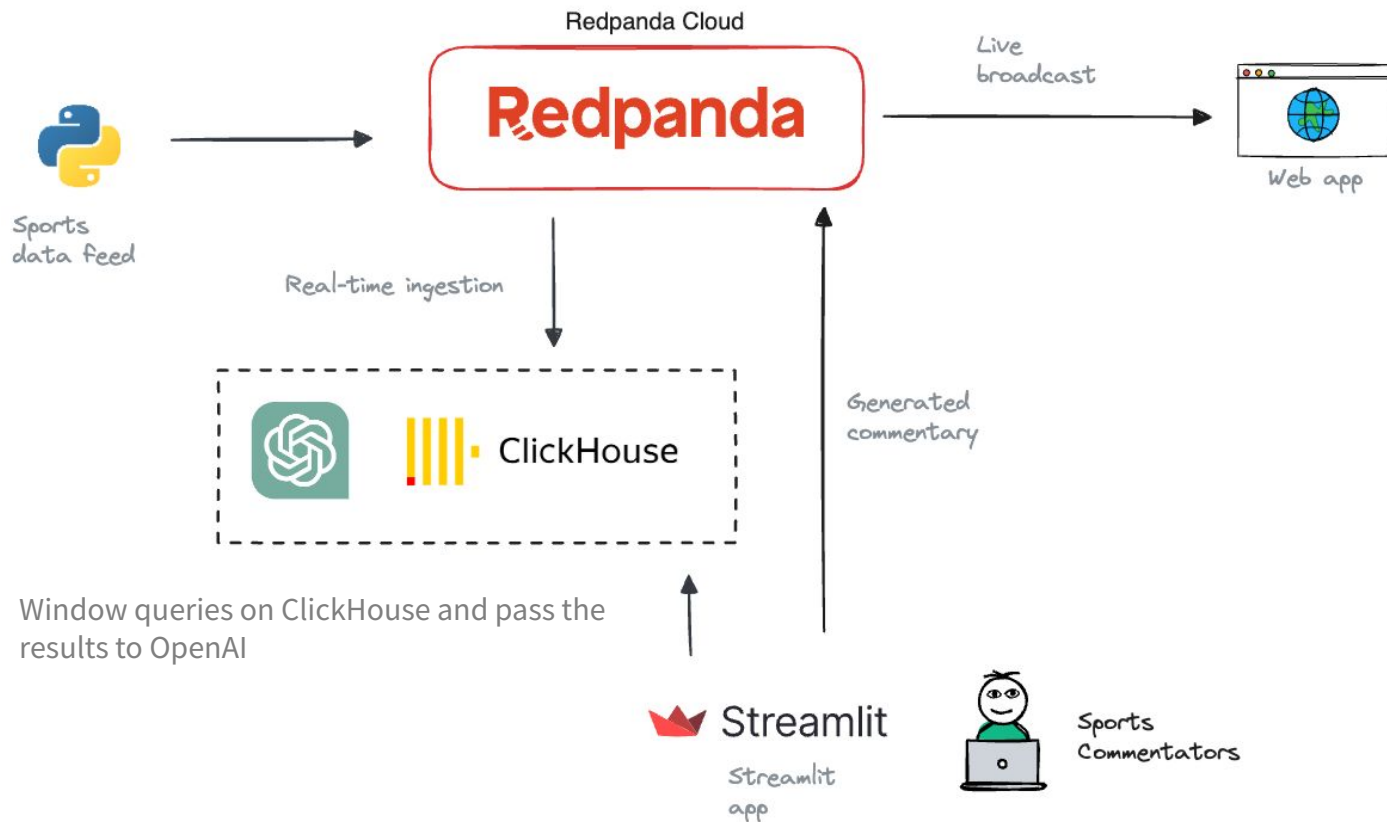 Redpanda Cloud
Redpanda
Live
broadcast
Web app
Sports
data feed
Real-time ingestion
ClickHouse
Generated
commentary
Window queries on ClickHouse and pass the
results to OpenAI
Streamlit
Streamlit
app
Sports
Commentators